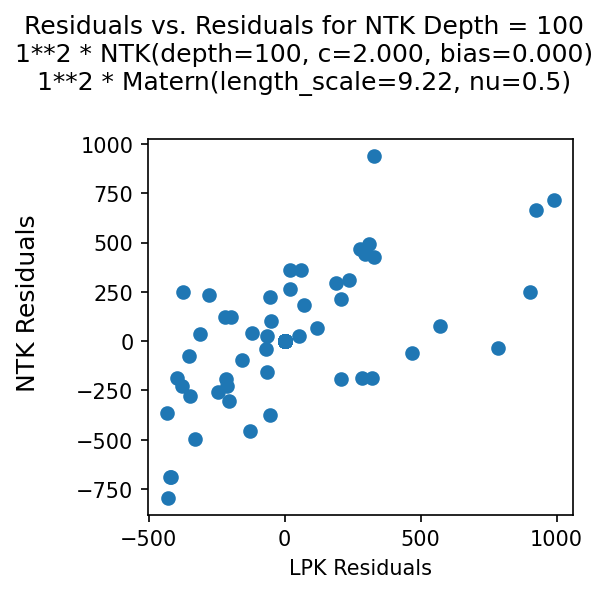 Residuals vs. Residuals for NTK Depth = 100
1**2 * NTK(depth=100, c=2.000, bias=0.000)
1**2 * Matern(length_scale=9.22, nu=0.5)
1000
750
500
250
0
−250
−500
−750
NTK Residuals
−500
0
500
1000
LPK Residuals